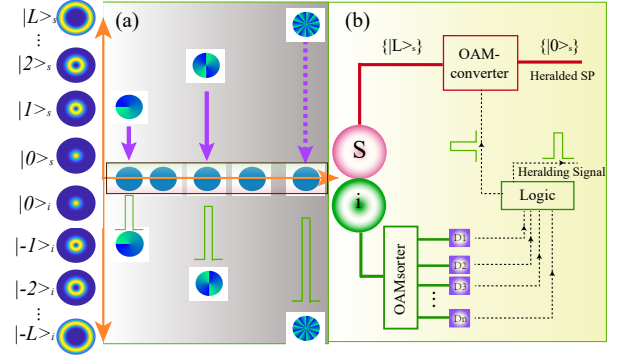 (a)
|L>ₛ
⋮
|2>ₛ
|1>ₛ
|0>ₛ
|0>ᵢ
|-1>ᵢ
|-2>ᵢ
⋮
|-L>ᵢ
(b)
{|L>ₛ}
OAM-
converter
{|0>ₛ}
Heralded SP
S
i
Heralding Signal
Logic
OAMsorter
D1
D2
D3
⋮
Dn